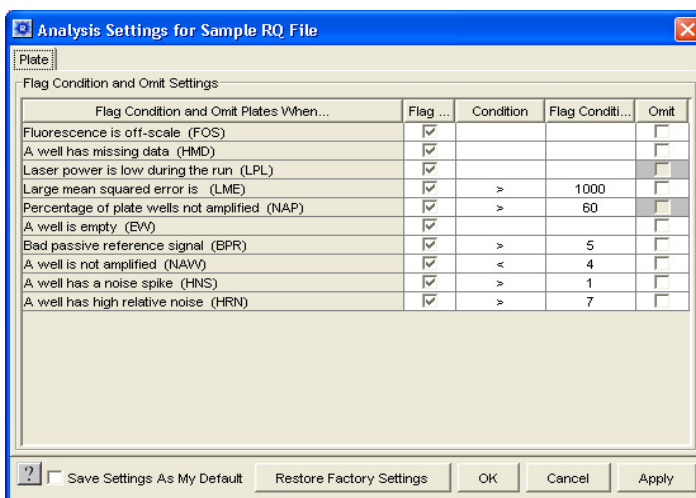 R Analysis Settings for Sample RQ File
Plate
Flag Condition and Omit Settings
Flag Condition and Omit Plates When... Flag ... Condition Flag Conditi... Omit
Fluorescence is off-scale (FOS)
A well has missing data (HMD)
Laser power is low during the run (LPL)
Large mean squared error is (LME) > 1000
Percentage of plate wells not amplified (NAP) > 60
A well is empty (EW)
Bad passive reference signal (BPR) > 5
A well is not amplified (NAW) < 4
A well has a noise spike (HNS) > 1
A well has high relative noise (HRN) > 7
? Save Settings As My Default Restore Factory Settings OK Cancel Apply